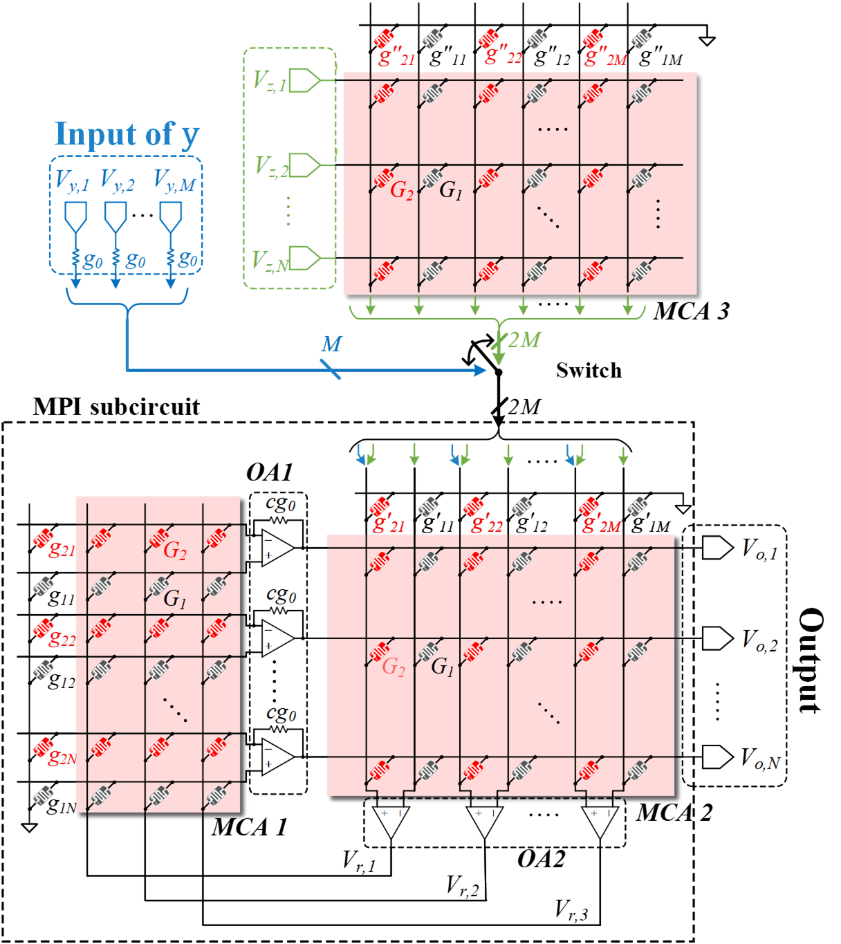 g"21 g"11 g"22 g"12 g"2M g"1M
Vz,1
Input of y
Vy,1 Vy,2 ... Vy,M
Vz,2
G2 G1
g0 g0 g0
Vz,N
MCA 3
M
2M
Switch
2M
MPI subcircuit
OA1
cg0
g'21 g'11 g'22 g'12 g'2M g'1M
g21
G2
− +
Vo,1
g11
G1
cg0
g22
− +
G2 G1
Vo,2
g12
Output
cg0
g2N
− +
Vo,N
g1N
MCA 1
+ − + − + −
MCA 2
OA2
Vr,1
Vr,2
Vr,3